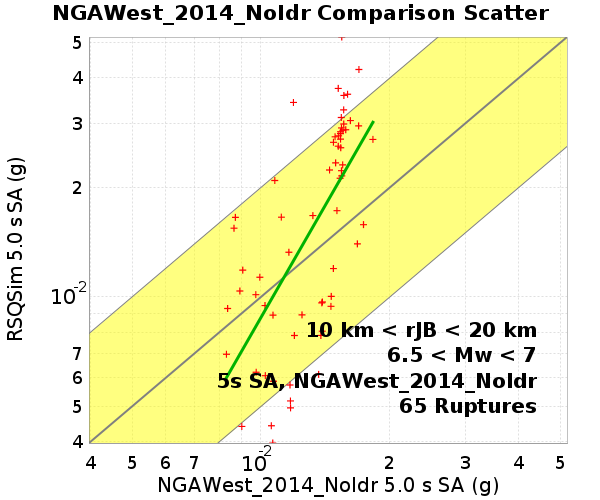 NGAWest_2014_NoIdr Comparison Scatter
5
4
3
2
10-2
7
6
5
4
RSQSim 5.0 s SA (g)
10 km < rJB < 20 km
6.5 < Mw < 7
5s SA, NGAWest_2014_NoIdr
65 Ruptures
4 5 6 7 10-2 2 3 4 5
NGAWest_2014_NoIdr 5.0 s SA (g)